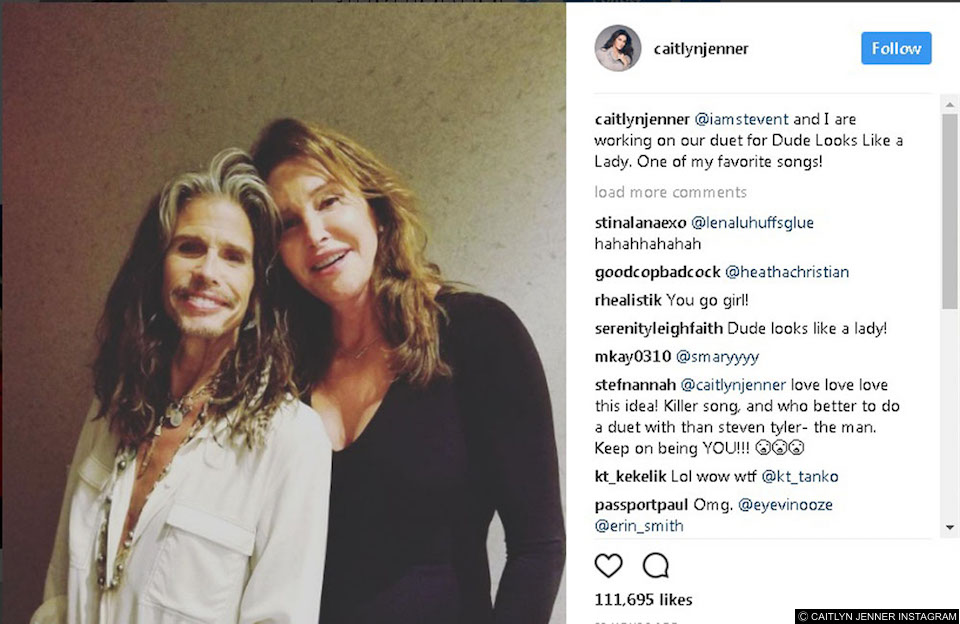 caitlynjenner
Follow
caitlynjenner @iamstevent and I are
working on our duet for Dude Looks Like a
Lady. One of my favorite songs!
load more comments
stinalanaexo @lenaluhuffsglue
hahahhahahah
goodcopbadcock @heathachristian
rhealistik You go girl!
serenityleighfaith Dude looks like a lady!
mkay0310 @smaryyyy
stefnannah @caitlynjenner love love love
this idea! Killer song, and who better to do
a duet with than steven tyler- the man.
Keep on being YOU!!! 😮😮😮
kt_kekelik Lol wow wtf @kt_tanko
passportpaul Omg. @eyevinooze
@erin_smith
111,695 likes
© CAITLYN JENNER INSTAGRAM